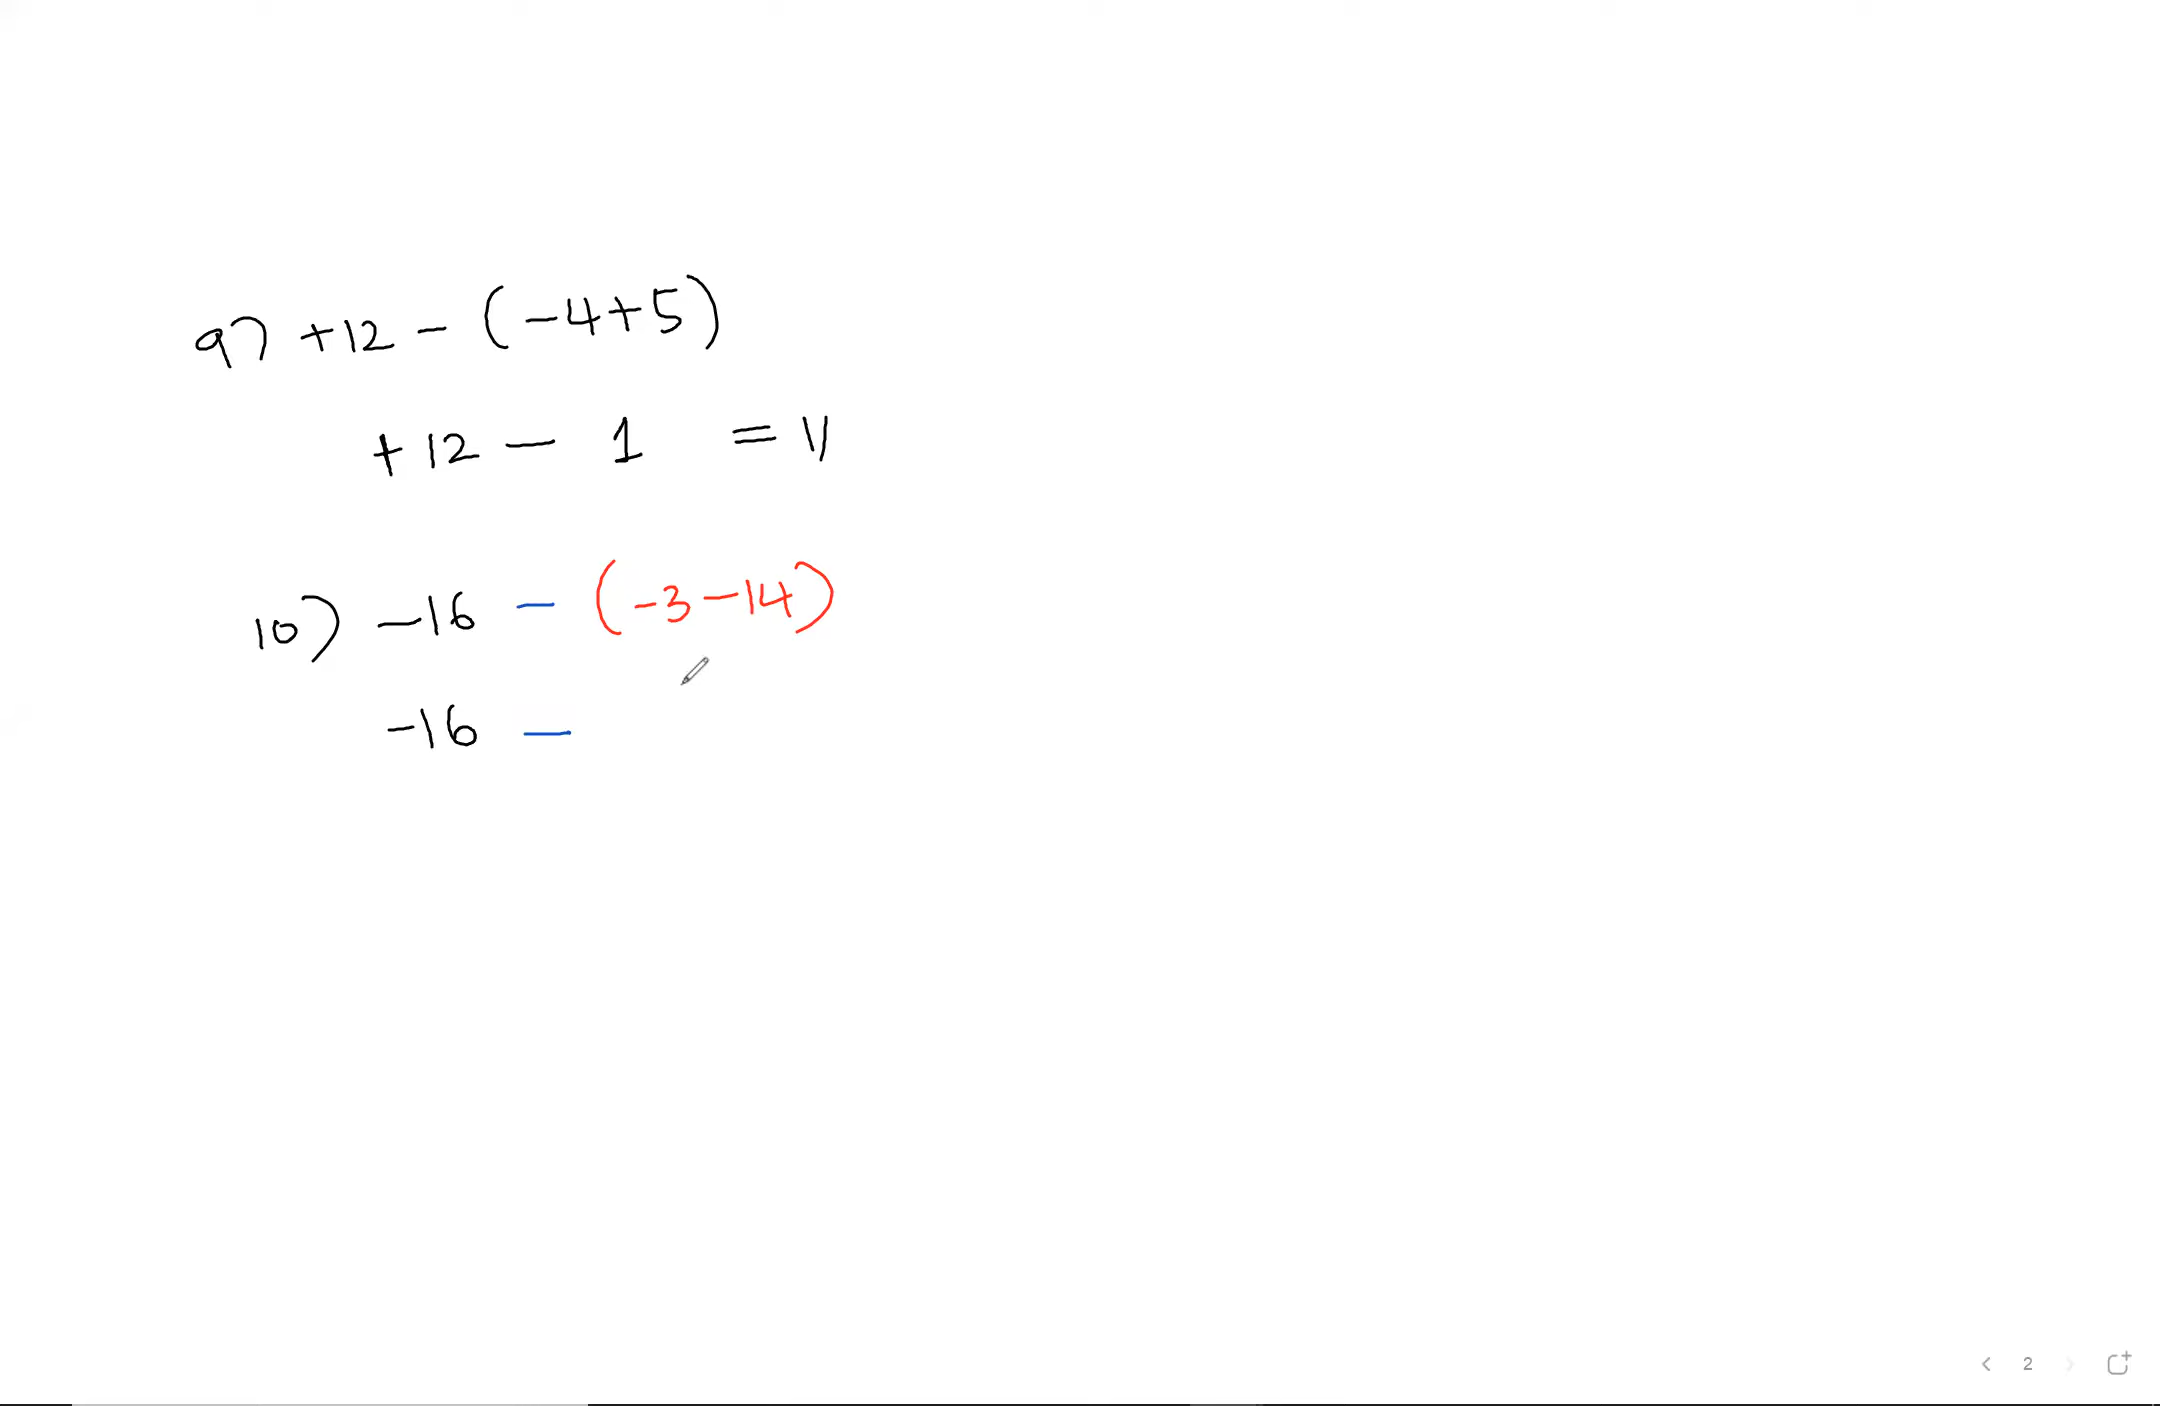 9) +12 - (-4+5)
+12 - 1 = 11
10) -16 - (-3-14)
-16 -
2